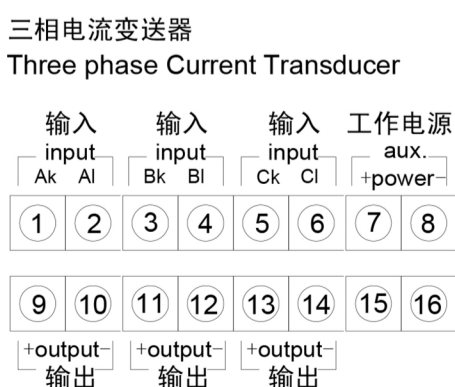 三相电流变送器
Three phase Current Transducer
输入 输入 输入 工作电源
input input input aux.
Ak Al Bk Bl Ck Cl +power-
1 2 3 4 5 6 7 8
9 10 11 12 13 14 15 16
+output- +output- +output-
输出 输出 输出